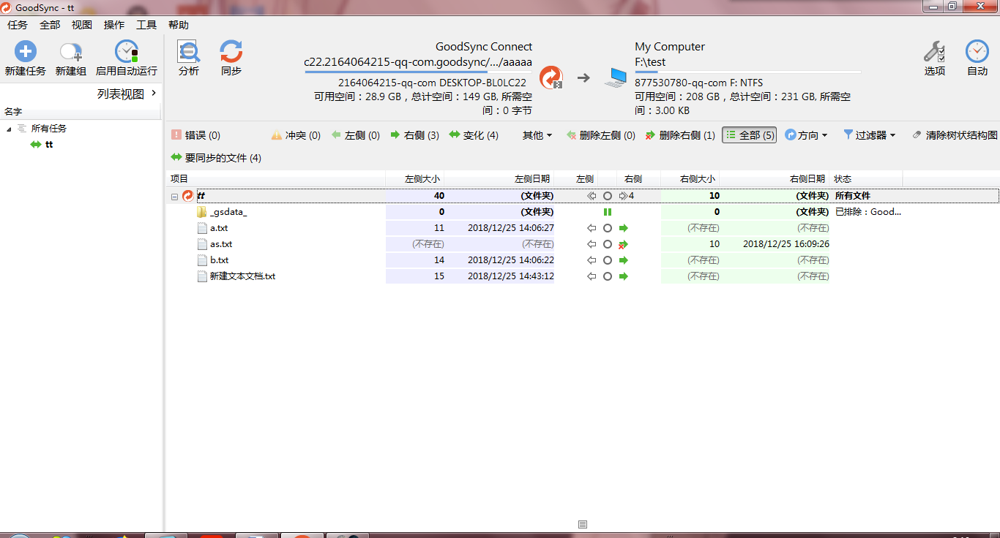 GoodSync - tt
任务 全部 视图 操作 工具 帮助
新建任务 新建组 启用自动运行 分析 同步
GoodSync Connect
c22.2164064215-qq-com.goodsync/.../aaaaa
2164064215-qq-com DESKTOP-BL0LC22
可用空间：28.9 GB，总计空间：149 GB, 所需空
间：0 字节
My Computer
F:\test
877530780-qq-com F: NTFS
可用空间：208 GB，总计空间：231 GB, 所需空
间：3.00 KB
选项 自动
列表视图
名字
所有任务
tt
错误 (0) 冲突 (0) 左侧 (0) 右侧 (3) 变化 (4) 其他 删除左侧 (0) 删除右侧 (1) 全部 (5) 方向 过滤器 清除树状结构图
要同步的文件 (4)
项目 左侧大小 左侧日期 左侧 右侧 右侧大小 右侧日期 状态
tt 40 (文件夹) 4 10 (文件夹) 所有文件
_gsdata_ 0 (文件夹) 0 (文件夹) 已排除：Good...
a.txt 11 2018/12/25 14:06:27 (不存在) (不存在)
as.txt (不存在) (不存在) 10 2018/12/25 16:09:26
b.txt 14 2018/12/25 14:06:22 (不存在) (不存在)
新建文本文档.txt 15 2018/12/25 14:43:12 (不存在) (不存在)